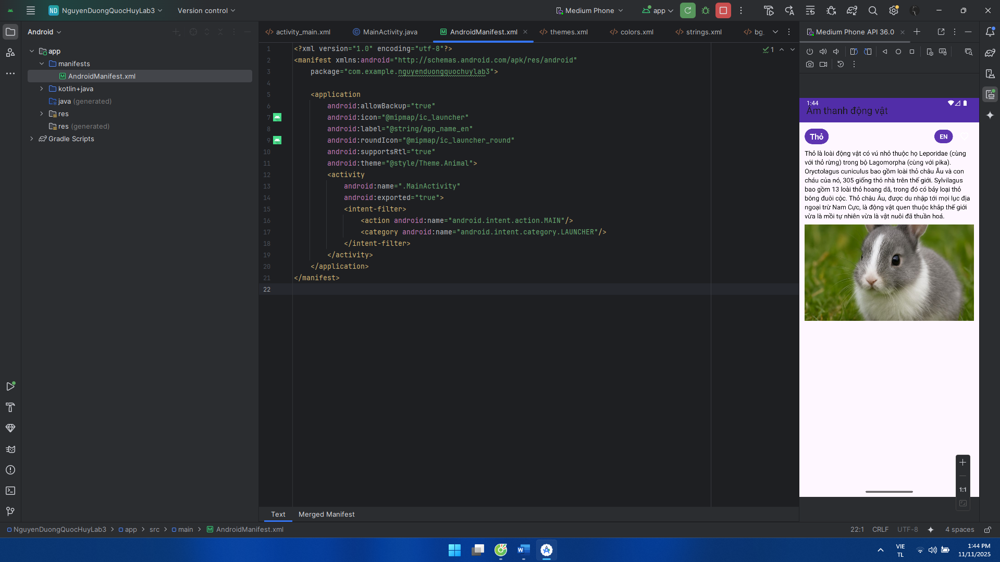 ND NguyenDuongQuocHuyLab3 Version control Medium Phone app
Android
app
manifests
AndroidManifest.xml
kotlin+java
java (generated)
res
res (generated)
Gradle Scripts
activity_main.xml MainActivity.java AndroidManifest.xml themes.xml colors.xml strings.xml bg_
1 <?xml version="1.0" encoding="utf-8"?>
2 <manifest xmlns:android="http://schemas.android.com/apk/res/android"
3 package="com.example.nguyenduongquochuylab3">
4
5 <application
6 android:allowBackup="true"
7 android:icon="@mipmap/ic_launcher"
8 android:label="@string/app_name_en"
9 android:roundIcon="@mipmap/ic_launcher_round"
10 android:supportsRtl="true"
11 android:theme="@style/Theme.Animal">
12 <activity
13 android:name=".MainActivity"
14 android:exported="true">
15 <intent-filter>
16 <action android:name="android.intent.action.MAIN"/>
17 <category android:name="android.intent.category.LAUNCHER"/>
18 </intent-filter>
19 </activity>
20 </application>
21 </manifest>
22
1
Text Merged Manifest
Medium Phone API 36.0
1:44
Âm thanh động vật
Thỏ EN
Thỏ là loài động vật có vú nhỏ thuộc họ Leporidae (cùng
với thỏ rừng) trong bộ Lagomorpha (cùng với pika).
Oryctolagus cuniculus bao gồm loài thỏ châu Âu và con
cháu của nó, 305 giống thỏ nhà trên thế giới. Sylvilagus
bao gồm 13 loài thỏ hoang dã, trong đó có bảy loại thỏ
bông đuôi cộc. Thỏ châu Âu, được du nhập tới mọi lục địa
ngoại trừ Nam Cực, là động vật quen thuộc khắp thế giới
vừa là mồi tự nhiên vừa là vật nuôi đã thuần hoá.
1:1
NguyenDuongQuocHuyLab3 app src main AndroidManifest.xml
22:1 CRLF UTF-8 4 spaces
VIE
TL
1:44 PM
11/11/2025